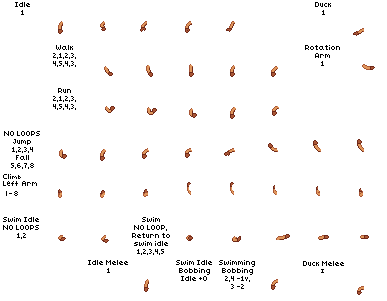 Idle
1
Duck
1
Walk
2,1,2,3,
4,5,4,3,
Rotation
Arm
1
Run
2,1,2,3,
4,5,4,3,
NO LOOPS
Jump
1,2,3,4
Fall
5,6,7,8
Climb
Left Arm
1-8
Swim Idle
NO LOOPS
1,2
Swim
NO LOOP,
Return to
swim idle
1,2,3,4,5
Swim Idle
Bobbing
Idle +0
Swimming
Bobbing
2,4 -1v,
3 -2
Idle Melee
1
Duck Melee
1